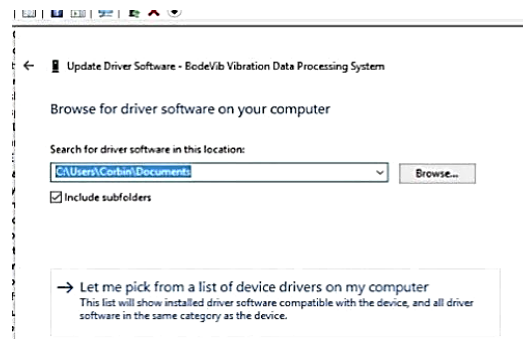 Update Driver Software - BodeVib Vibration Data Processing System
Browse for driver software on your computer
Search for driver software in this location:
C:\Users\Corbin\Documents
Browse...
Include subfolders
Let me pick from a list of device drivers on my computer
This list will show installed driver software compatible with the device, and all driver
software in the same category as the device.